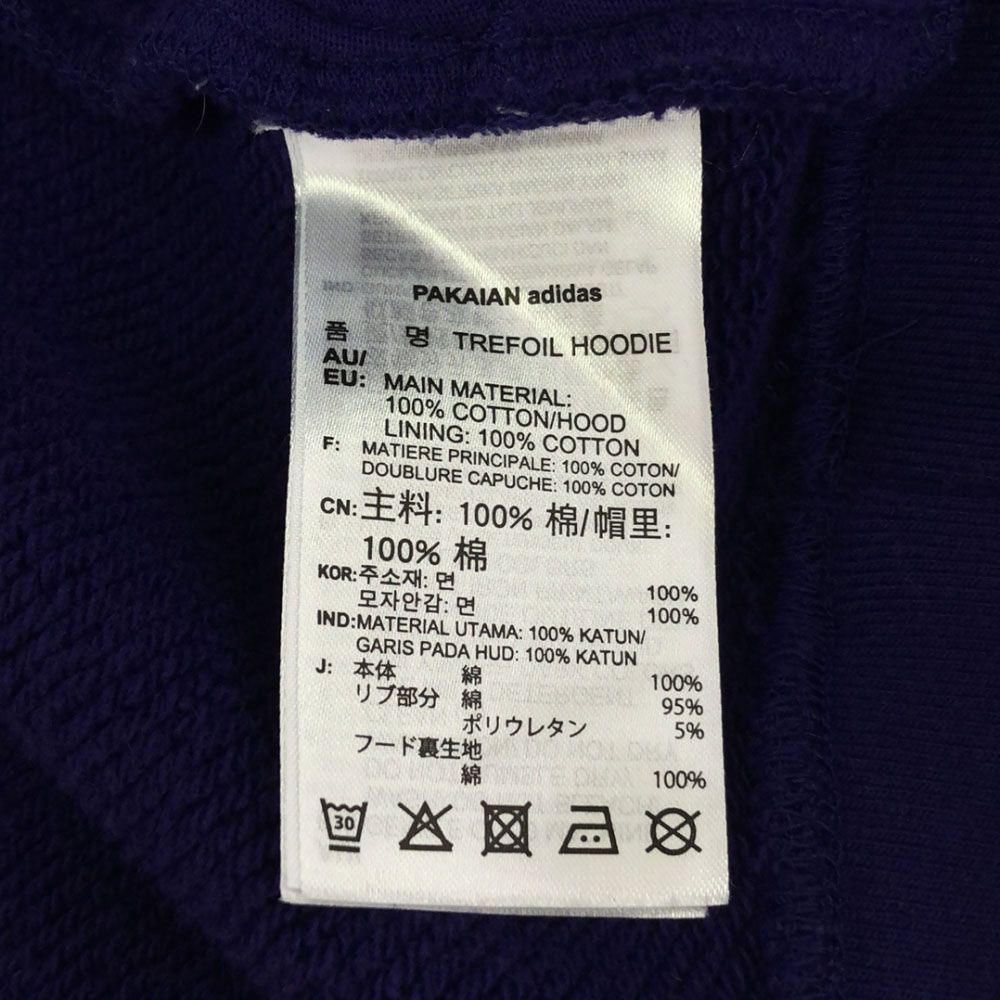 PAKAIAN adidas
품 명 TREFOIL HOODIE
AU/
EU: MAIN MATERIAL:
100% COTTON/HOOD
LINING: 100% COTTON
F: MATIERE PRINCIPALE: 100% COTON/
DOUBLURE CAPUCHE: 100% COTON
CN: 主料: 100% 棉/帽里:
100% 棉
KOR: 주소재: 면 100%
모자안감: 면 100%
IND: MATERIAL UTAMA: 100% KATUN/
GARIS PADA HUD: 100% KATUN
J: 本体 綿 100%
リブ部分 綿 95%
ポリウレタン 5%
フード裏生地
綿 100%
30